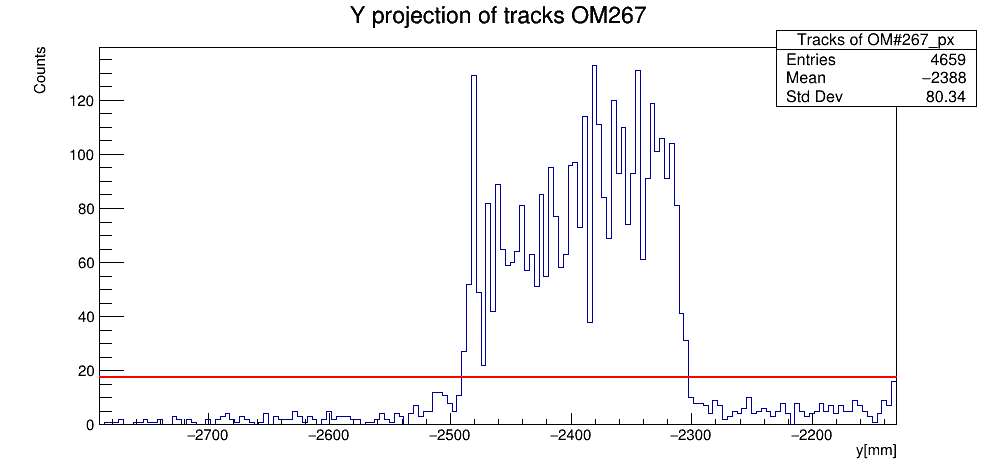 Y projection of tracks OM267
Tracks of OM#267_px
Entries 4659
Mean −2388
Std Dev 80.34
Counts
120
100
80
60
40
20
0
−2700 −2600 −2500 −2400 −2300 −2200
y[mm]